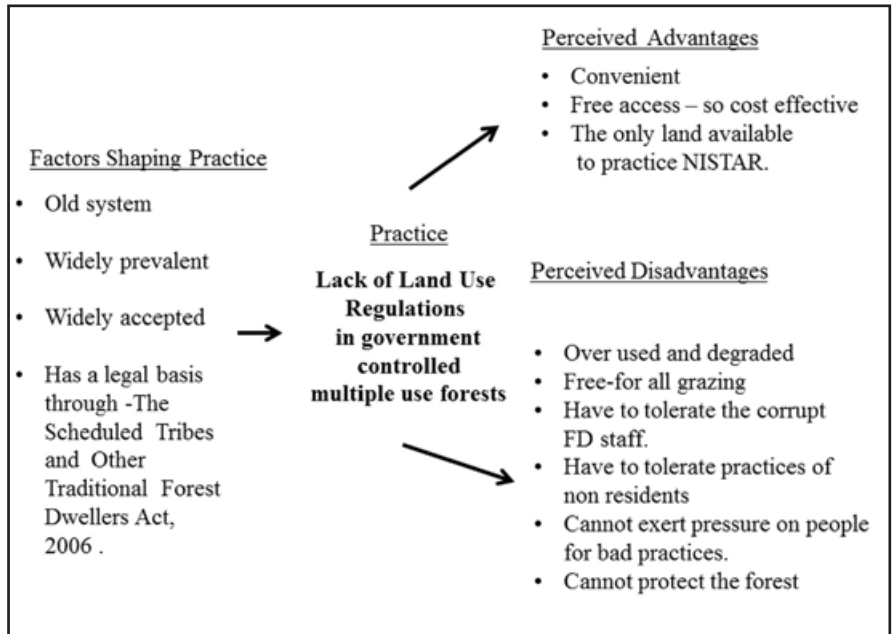 Factors Shaping Practice
• Old system
• Widely prevalent
• Widely accepted
• Has a legal basis
through -The
Scheduled Tribes
and Other
Traditional Forest
Dwellers Act,
2006 .
Practice
Lack of Land Use
Regulations
in government
controlled
multiple use forests
Perceived Advantages
• Convenient
• Free access – so cost effective
• The only land available
to practice NISTAR.
Perceived Disadvantages
• Over used and degraded
• Free-for all grazing
• Have to tolerate the corrupt
FD staff.
• Have to tolerate practices of
non residents
• Cannot exert pressure on people
for bad practices.
• Cannot protect the forest